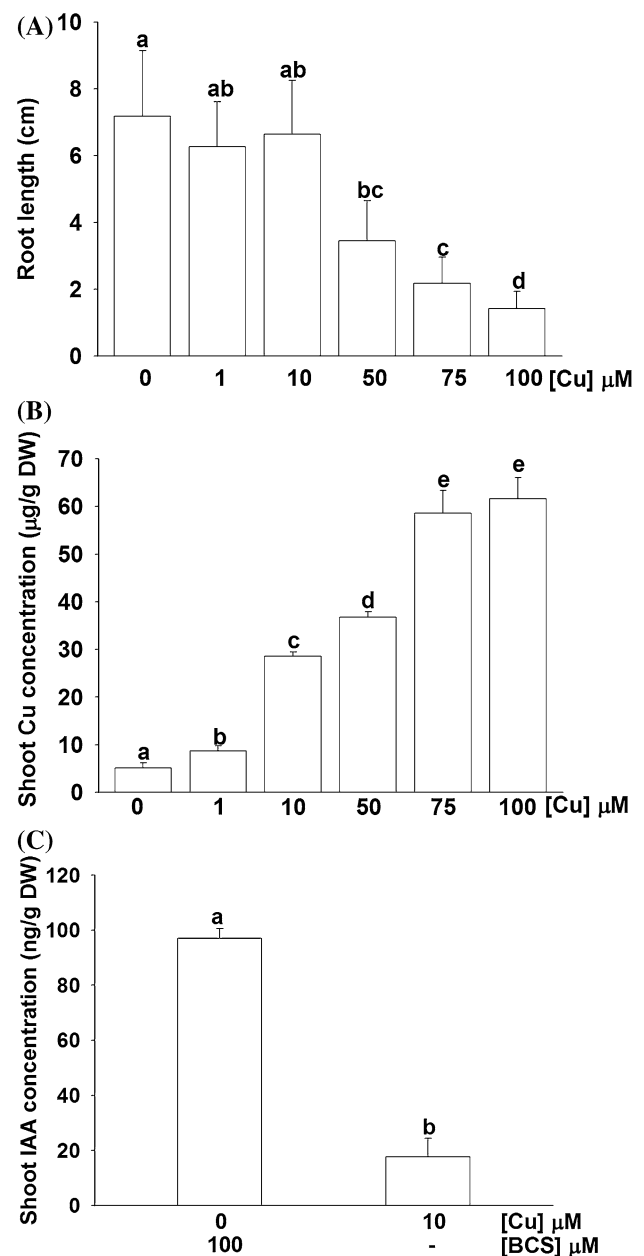 (A)
Root length (cm)
10
8
6
4
2
0
a
ab
ab
bc
c
d
0 1 10 50 75 100 [Cu] µM
(B)
Shoot Cu concentration (µg/g DW)
70
60
50
40
30
20
10
0
a
b
c
d
e
e
0 1 10 50 75 100 [Cu] µM
(C)
Shoot IAA concentration (ng/g DW)
120
100
80
60
40
20
0
a
b
0 10 [Cu] µM
100 - [BCS] µM